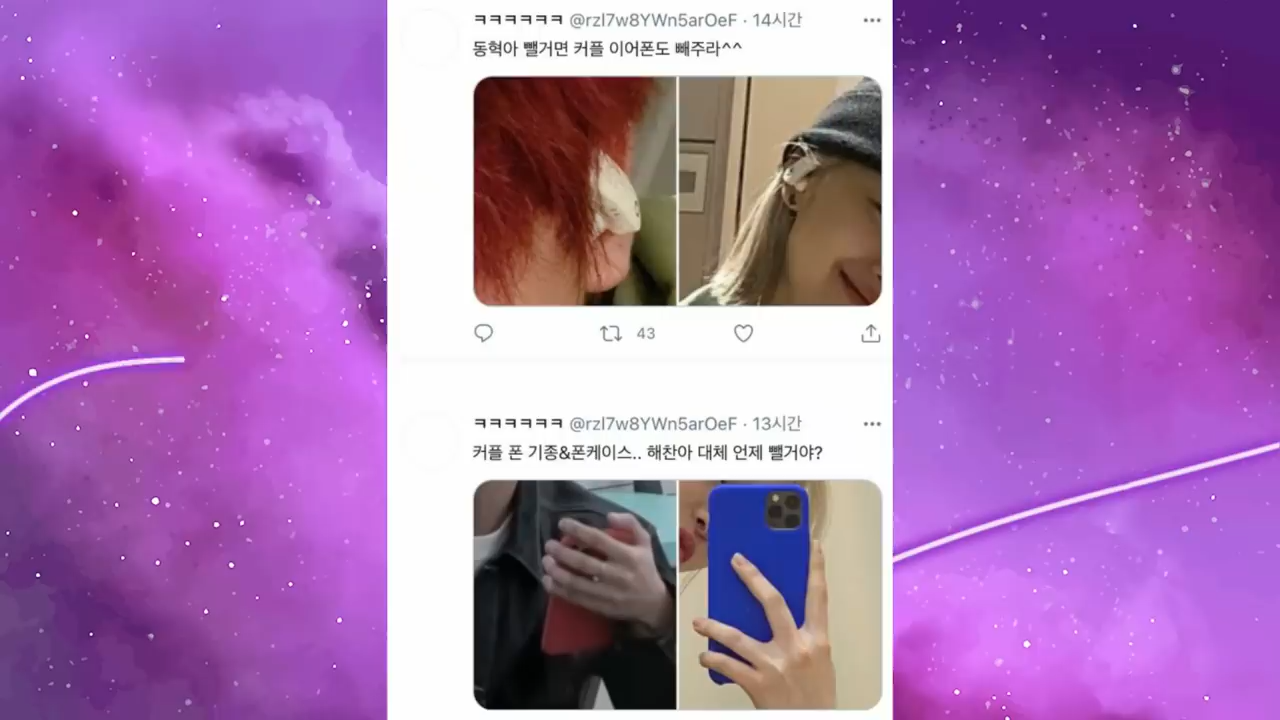 ㅋㅋㅋㅋㅋㅋ @rzl7w8YWn5arOeF · 14시간
동혁아 뺄거면 커플 이어폰도 빼주라^^
43
ㅋㅋㅋㅋㅋㅋ @rzl7w8YWn5arOeF · 13시간
커플 폰 기종&폰케이스.. 해찬아 대체 언제 뺄거야?